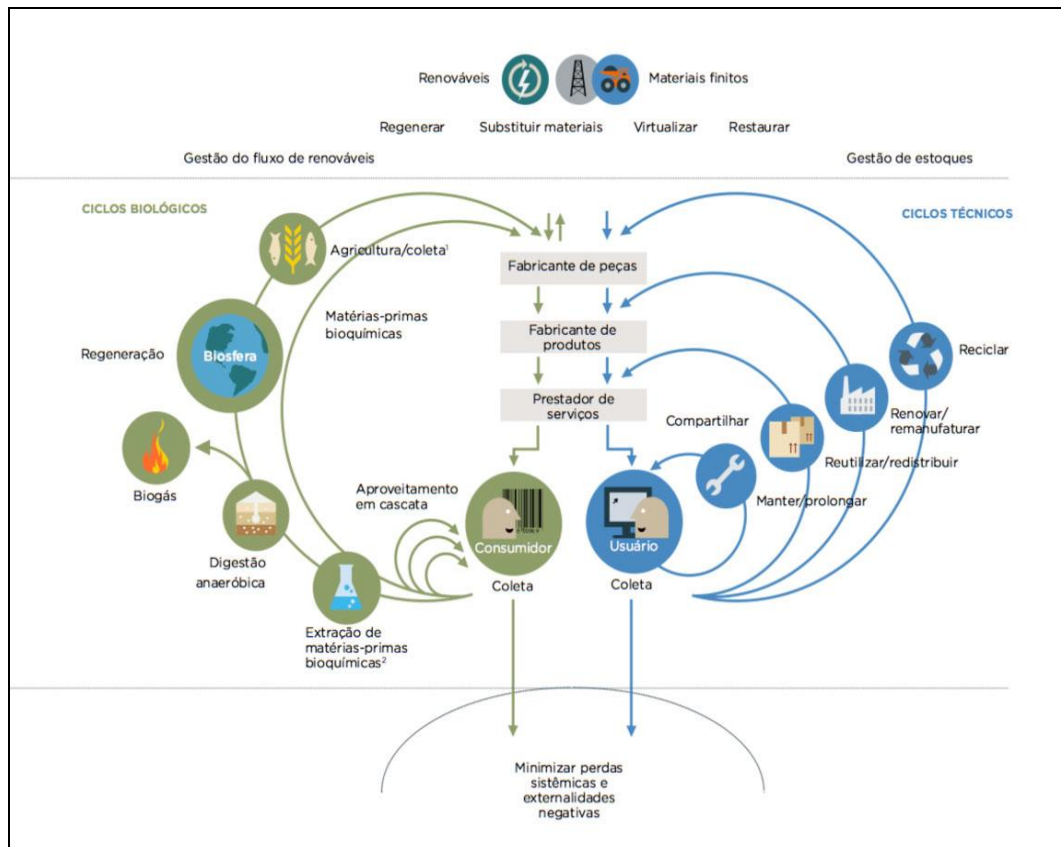 Renováveis
Materiais finitos
Regenerar
Substituir materiais
Virtualizar
Restaurar
Gestão do fluxo de renováveis
Gestão de estoques
CICLOS BIOLÓGICOS
CICLOS TÉCNICOS
Agricultura/coleta¹
Matérias-primas
bioquímicas
Regeneração
Biosfera
Biogás
Digestão
anaeróbica
Extração de
matérias-primas
bioquímicas²
Aproveitamento
em cascata
Fabricante de peças
Fabricante de
produtos
Prestador de
serviços
Consumidor
Coleta
Usuário
Coleta
Compartilhar
Manter/prolongar
Reutilizar/redistribuir
Renovar/
remanufaturar
Reciclar
Minimizar perdas
sistêmicas e
externalidades
negativas